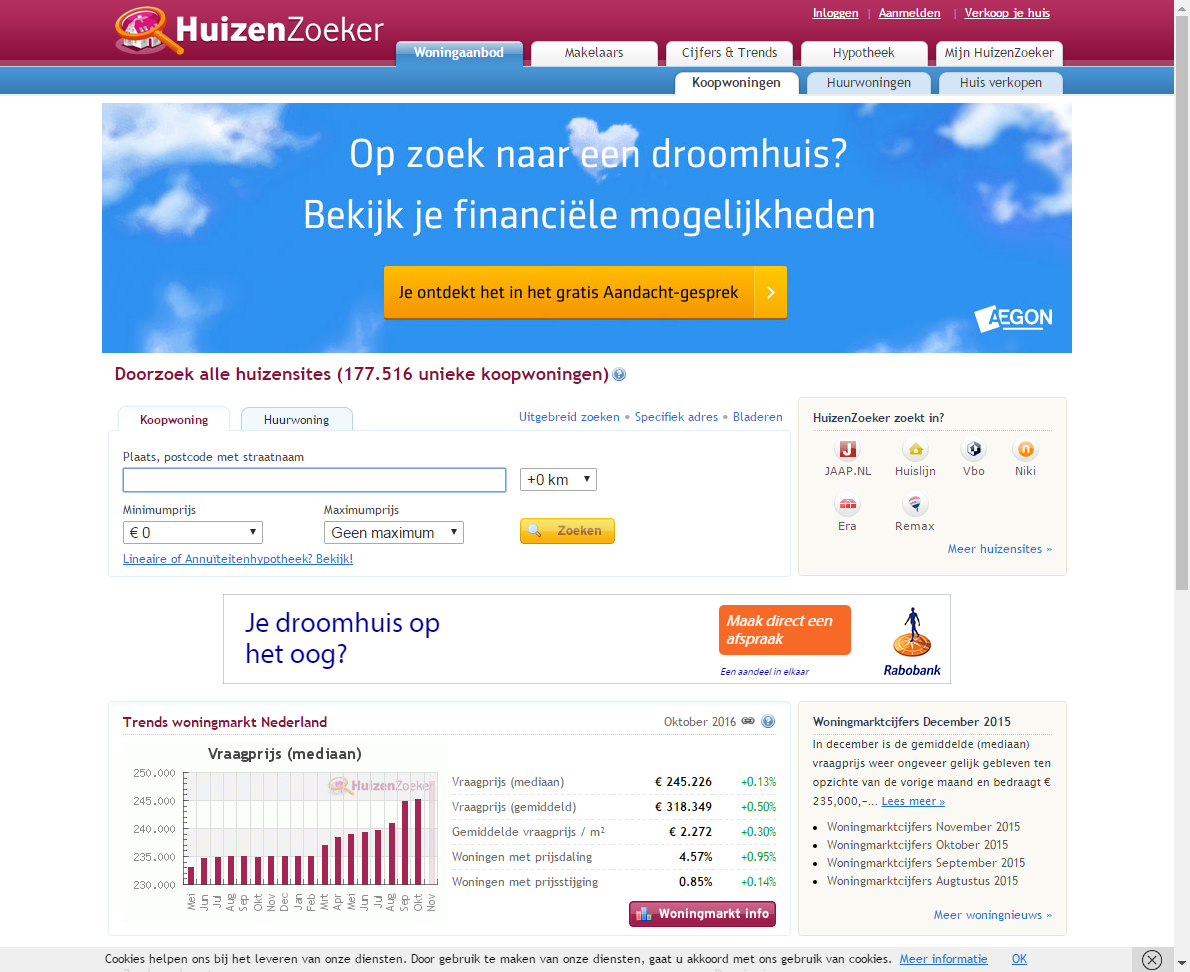 Inloggen | Aanmelden | Verkoop je huis
HuizenZoeker
Woningaanbod Makelaars Cijfers & Trends Hypotheek Mijn HuizenZoeker
Koopwoningen Huurwoningen Huis verkopen
Op zoek naar een droomhuis?
Bekijk je financiële mogelijkheden
Je ontdekt het in het gratis Aandacht-gesprek
AEGON
Doorzoek alle huizensites (177.516 unieke koopwoningen)
Koopwoning Huurwoning
Uitgebreid zoeken • Specifiek adres • Bladeren
Plaats, postcode met straatnaam
+0 km
Minimumprijs Maximumprijs
€ 0 Geen maximum Zoeken
Lineaire of Annuïteitenhypotheek? Bekijk!
HuizenZoeker zoekt in?
JAAP.NL Huislijn Vbo Niki
Era Remax
Meer huizensites »
Je droomhuis op
het oog?
Maak direct een
afspraak
Een aandeel in elkaar
Rabobank
Trends woningmarkt Nederland
Oktober 2016
Vraagprijs (mediaan)
HuizenZoeker
250.000
245.000
240.000
235.000
230.000
Mei Jun Jul Aug Sep Okt Nov Dec Jan Feb Mrt Apr Mei Jun Jul Aug Sep Okt Nov
Vraagprijs (mediaan) € 245.226 +0.13%
Vraagprijs (gemiddeld) € 318.349 +0.50%
Gemiddelde vraagprijs / m² € 2.272 +0.30%
Woningen met prijsdaling 4.57% +0.95%
Woningen met prijsstijging 0.85% +0.14%
Woningmarkt info
Woningmarktcijfers December 2015
In december is de gemiddelde (mediaan)
vraagprijs weer ongeveer gelijk gebleven ten
opzichte van de vorige maand en bedraagt €
235,000,–... Lees meer »
• Woningmarktcijfers November 2015
• Woningmarktcijfers Oktober 2015
• Woningmarktcijfers September 2015
• Woningmarktcijfers Augtustus 2015
Meer woningnieuws »
Cookies helpen ons bij het leveren van onze diensten. Door gebruik te maken van onze diensten, gaat u akkoord met ons gebruik van cookies. Meer informatie OK